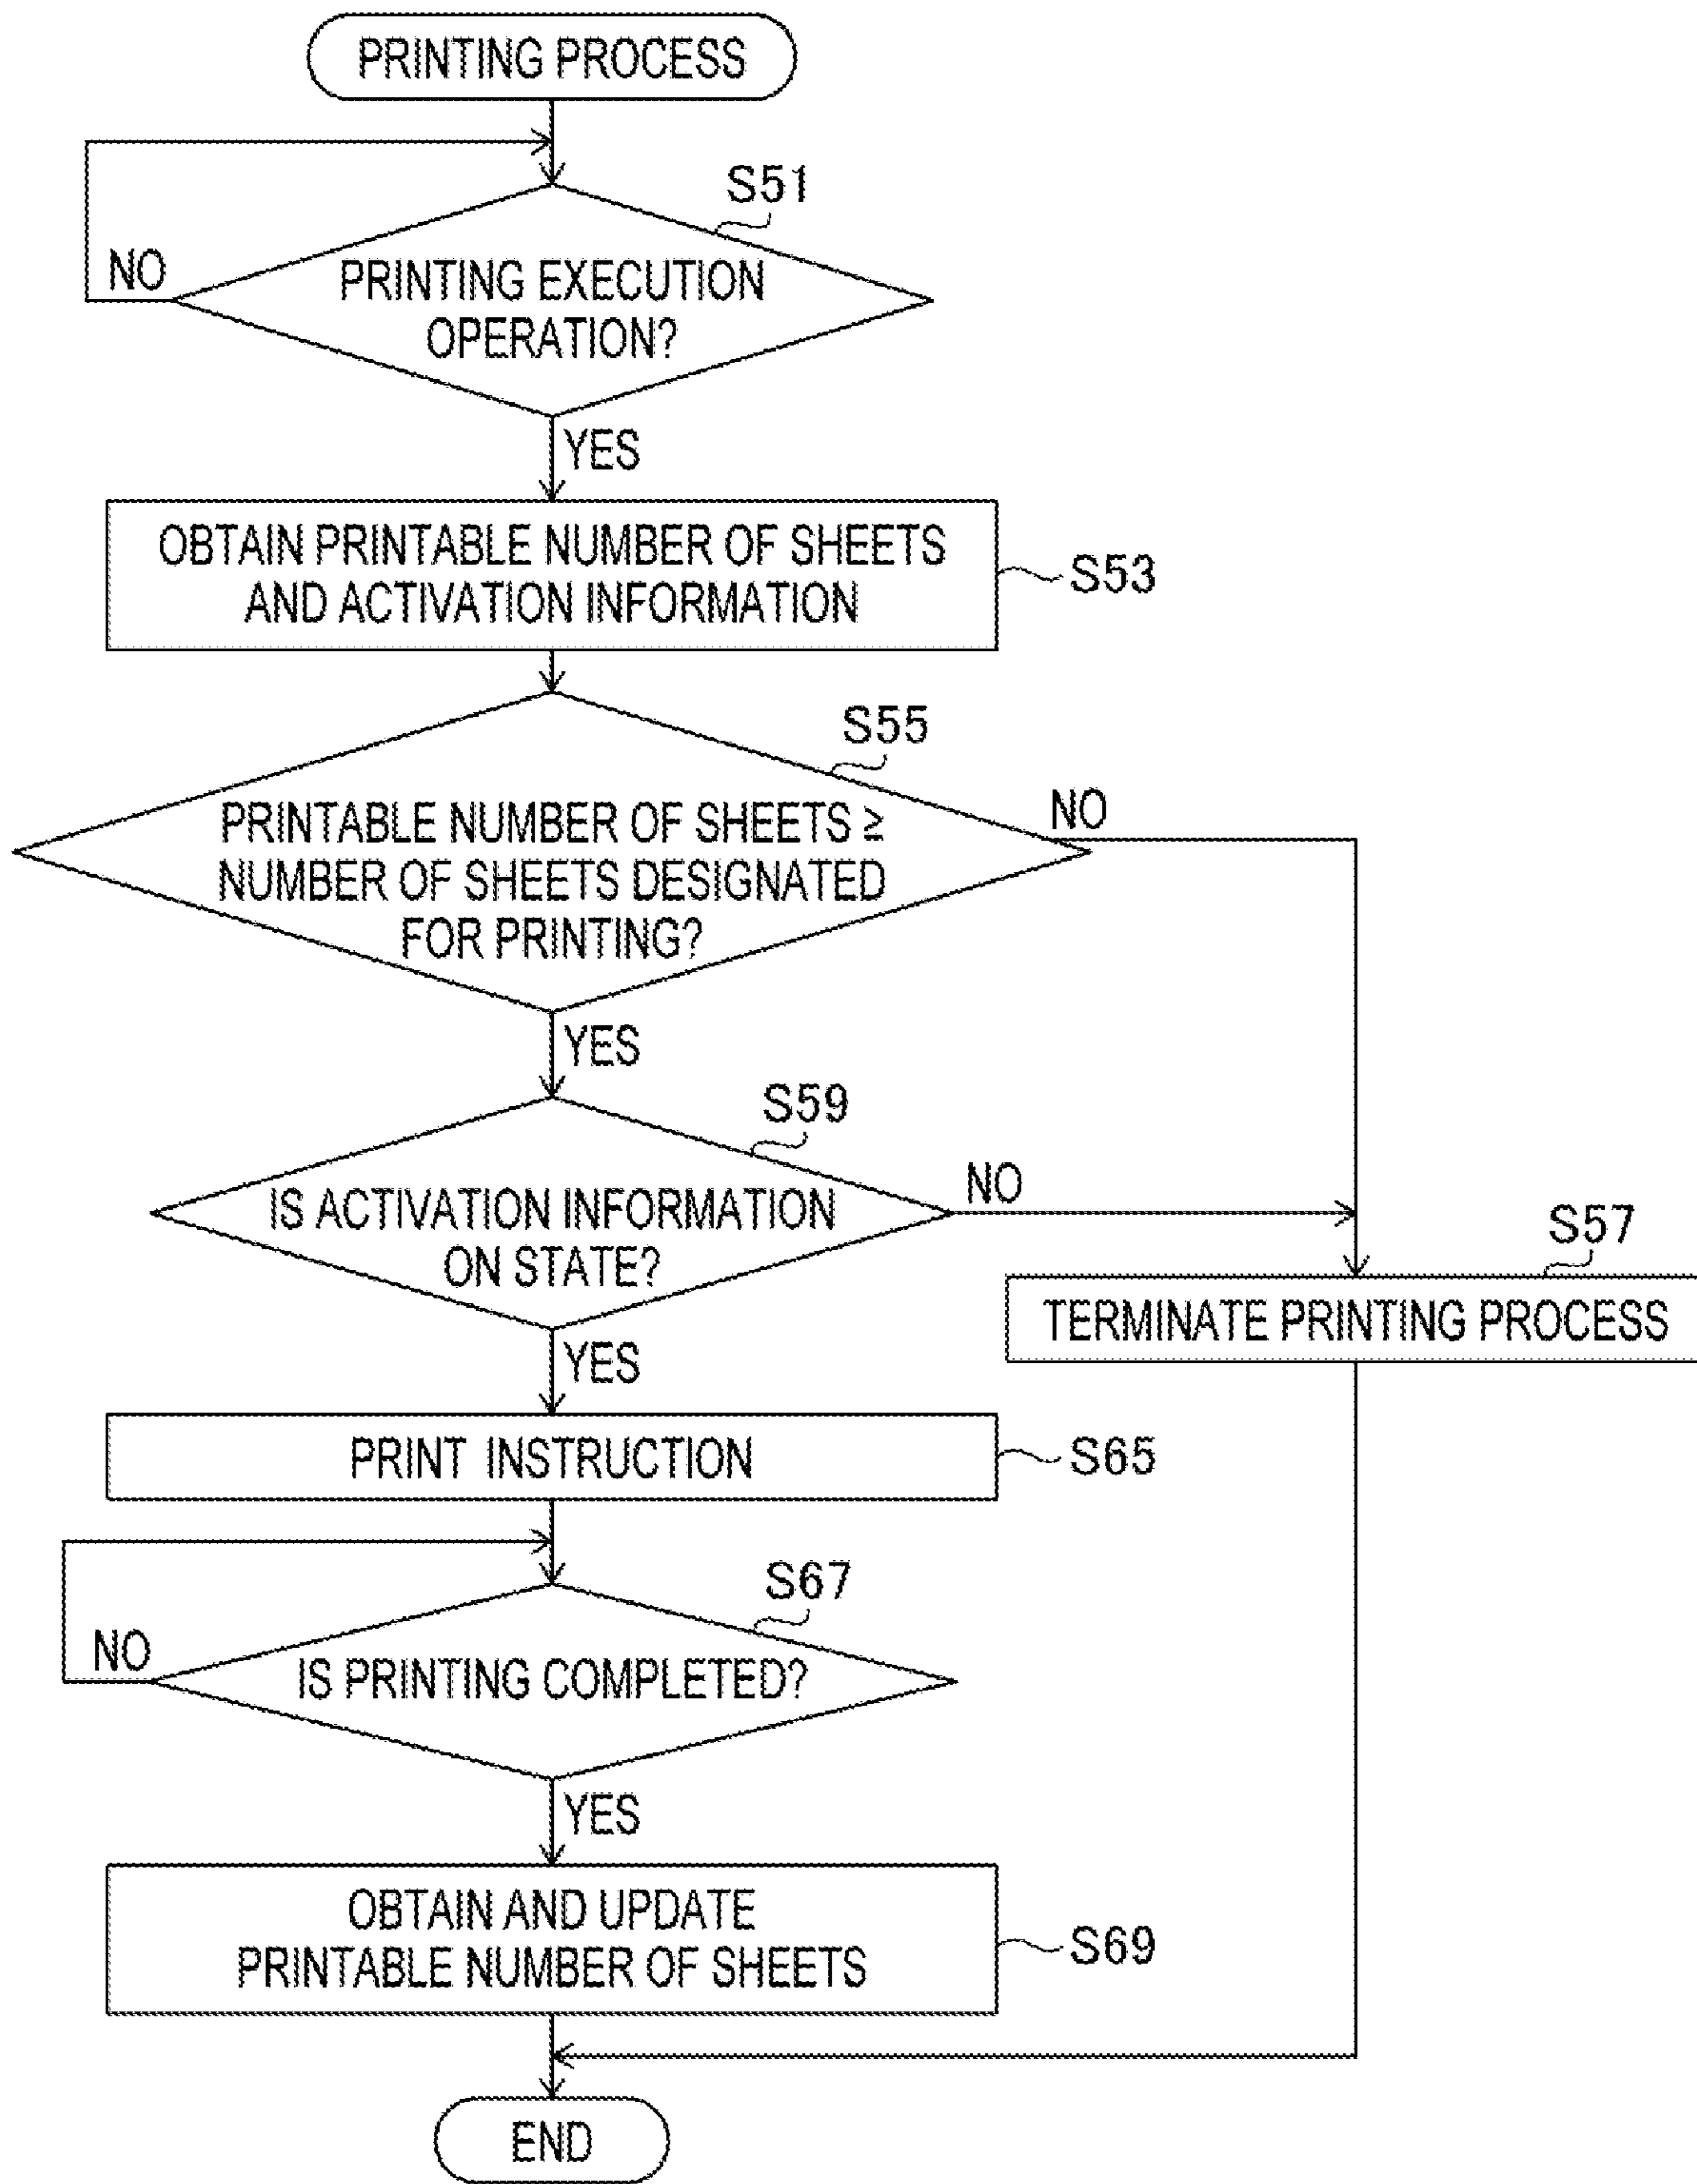 PRINTING PROCESS
S51
NO
PRINTING EXECUTION
OPERATION?
YES
OBTAIN PRINTABLE NUMBER OF SHEETS
AND ACTIVATION INFORMATION
S53
S55
NO
PRINTABLE NUMBER OF SHEETS ≥
NUMBER OF SHEETS DESIGNATED
FOR PRINTING?
YES
S59
NO
IS ACTIVATION INFORMATION
ON STATE?
S57
TERMINATE PRINTING PROCESS
YES
PRINT INSTRUCTION
S65
S67
NO
IS PRINTING COMPLETED?
YES
OBTAIN AND UPDATE
PRINTABLE NUMBER OF SHEETS
S69
END